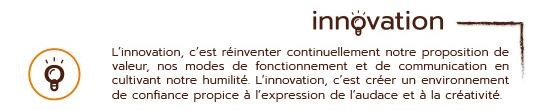 innovation
L'innovation, c'est réinventer continuellement notre proposition de
valeur, nos modes de fonctionnement et de communication en
cultivant notre humilité. L'innovation, c'est créer un environnement
de confiance propice à l'expression de l'audace et à la créativité.